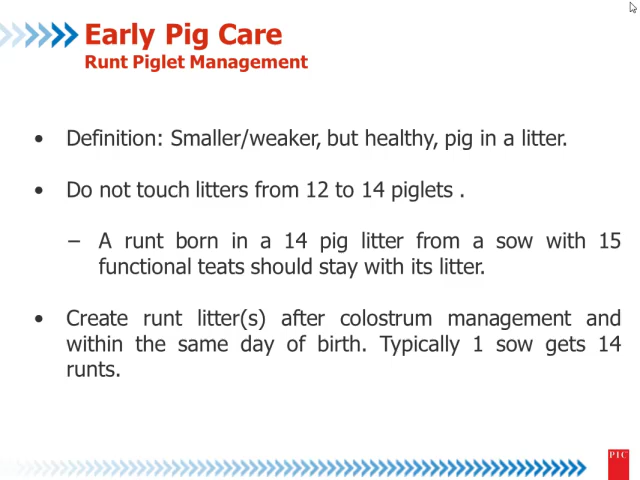 Early Pig Care
Runt Piglet Management
• Definition: Smaller/weaker, but healthy, pig in a litter.
• Do not touch litters from 12 to 14 piglets .
– A runt born in a 14 pig litter from a sow with 15
functional teats should stay with its litter.
• Create runt litter(s) after colostrum management and
within the same day of birth. Typically 1 sow gets 14
runts.
PIC